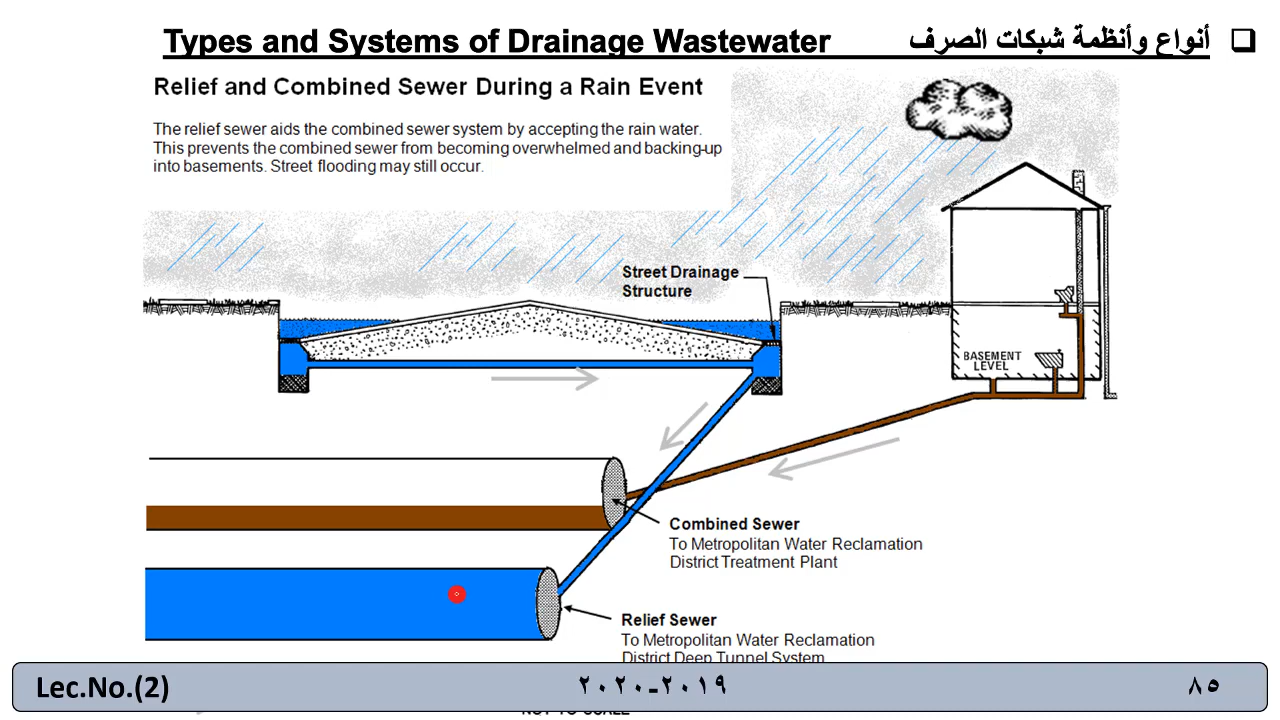 Types and Systems of Drainage Wastewater
❑ أنواع وأنظمة شبكات الصرف
Relief and Combined Sewer During a Rain Event
The relief sewer aids the combined sewer system by accepting the rain water.
This prevents the combined sewer from becoming overwhelmed and backing-up
into basements. Street flooding may still occur.
Street Drainage
Structure
BASEMENT
LEVEL
Combined Sewer
To Metropolitan Water Reclamation
District Treatment Plant
Relief Sewer
To Metropolitan Water Reclamation
District Deep Tunnel System
Lec.No.(2)
٢٠٢٠-٢٠١٩
٨٥
NOT TO SCALE